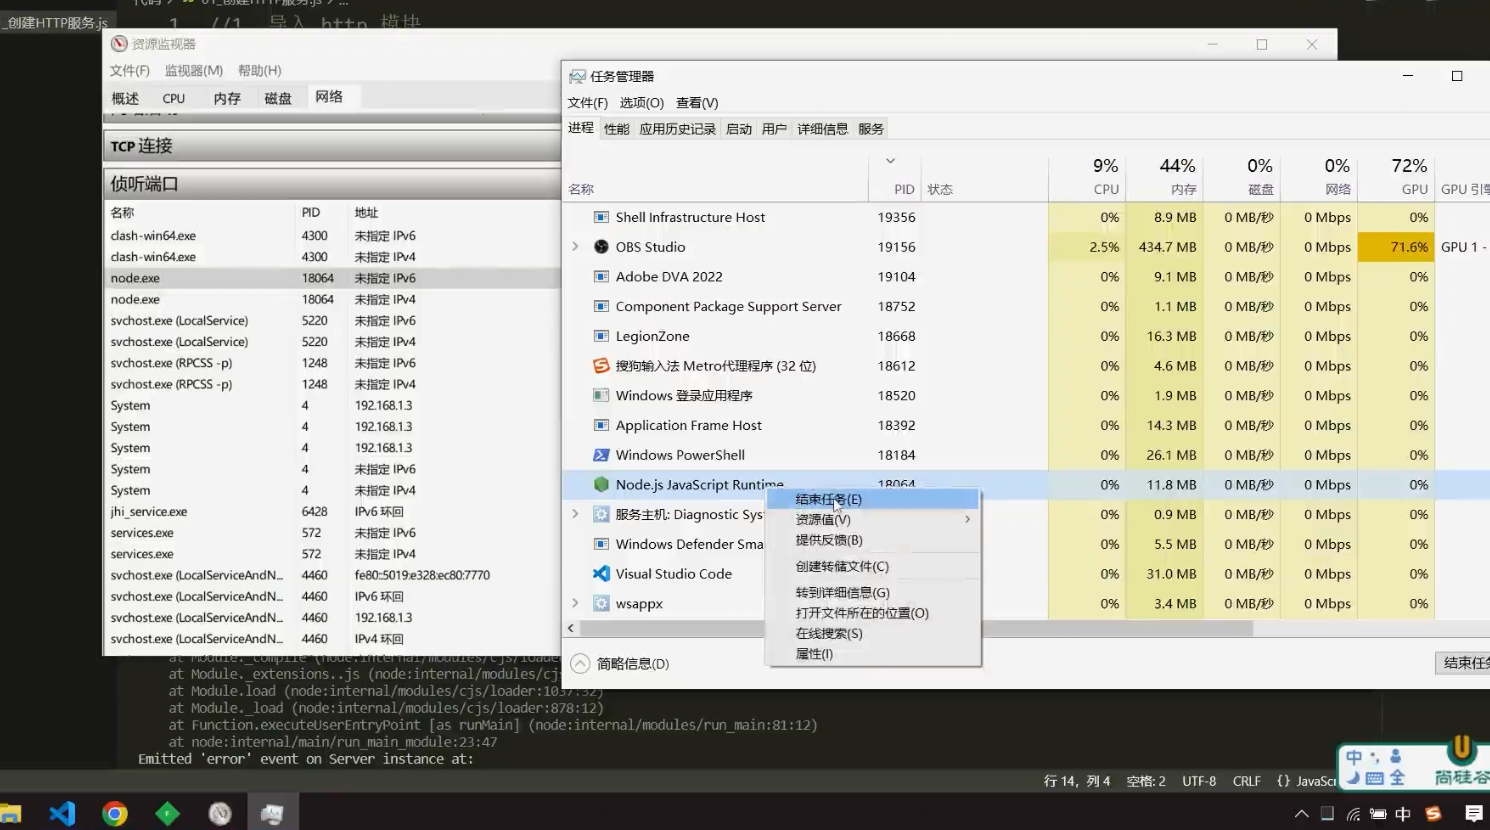 代码
01_创建HTTP服务.js
_创建HTTP服务.js
1 //1. 导入 http 模块
资源监视器
文件(F) 监视器(M) 帮助(H)
概述 CPU 内存 磁盘 网络
TCP 连接
侦听端口
名称 PID 地址
clash-win64.exe 4300 未指定 IPv6
clash-win64.exe 4300 未指定 IPv4
node.exe 18064 未指定 IPv6
node.exe 18064 未指定 IPv4
svchost.exe (LocalService) 5220 未指定 IPv6
svchost.exe (LocalService) 5220 未指定 IPv4
svchost.exe (RPCSS -p) 1248 未指定 IPv6
svchost.exe (RPCSS -p) 1248 未指定 IPv4
System 4 192.168.1.3
System 4 192.168.1.3
System 4 192.168.1.3
System 4 未指定 IPv6
System 4 未指定 IPv4
jhi_service.exe 6428 IPv6 环回
services.exe 572 未指定 IPv6
services.exe 572 未指定 IPv4
svchost.exe (LocalServiceAndN... 4460 fe80::5019:e328:ec80:7770
svchost.exe (LocalServiceAndN... 4460 IPv6 环回
svchost.exe (LocalServiceAndN... 4460 未指定 IPv6
svchost.exe (LocalServiceAndN... 4460 IPv4 环回
任务管理器
文件(F) 选项(O) 查看(V)
进程 性能 应用历史记录 启动 用户 详细信息 服务
9% 44% 0% 0% 72%
名称 PID 状态 CPU 内存 磁盘 网络 GPU GPU 引擎
Shell Infrastructure Host 19356 0% 8.9 MB 0 MB/秒 0 Mbps 0%
OBS Studio 19156 2.5% 434.7 MB 0 MB/秒 0 Mbps 71.6% GPU 1 -
Adobe DVA 2022 19104 0% 9.1 MB 0 MB/秒 0 Mbps 0%
Component Package Support Server 18752 0% 1.1 MB 0 MB/秒 0 Mbps 0%
LegionZone 18668 0% 16.3 MB 0 MB/秒 0 Mbps 0%
搜狗输入法 Metro代理程序 (32 位) 18612 0% 4.6 MB 0 MB/秒 0 Mbps 0%
Windows 登录应用程序 18520 0% 1.9 MB 0 MB/秒 0 Mbps 0%
Application Frame Host 18392 0% 14.3 MB 0 MB/秒 0 Mbps 0%
Windows PowerShell 18184 0% 26.1 MB 0 MB/秒 0 Mbps 0%
Node.js JavaScript Runtime 18064 0% 11.8 MB 0 MB/秒 0 Mbps 0%
服务主机: Diagnostic Sys 0% 0.9 MB 0 MB/秒 0 Mbps 0%
Windows Defender Sma 0% 5.5 MB 0 MB/秒 0 Mbps 0%
Visual Studio Code 0% 31.0 MB 0 MB/秒 0 Mbps 0%
wsappx 0% 3.4 MB 0 MB/秒 0 Mbps 0%
结束任务(E)
资源值(V)
提供反馈(B)
创建转储文件(C)
转到详细信息(G)
打开文件所在的位置(O)
在线搜索(S)
属性(I)
简略信息(D) 结束任务
at Module._compile (node:internal/modules/cjs/loader
at Module._extensions..js (node:internal/modules/cjs
at Module.load (node:internal/modules/cjs/loader:1037:32)
at Module._load (node:internal/modules/cjs/loader:878:12)
at Function.executeUserEntryPoint [as runMain] (node:internal/modules/run_main:81:12)
at node:internal/main/run_main_module:23:47
Emitted 'error' event on Server instance at:
行 14, 列 4 空格: 2 UTF-8 CRLF {} JavaScr
中 全
尚硅谷
中